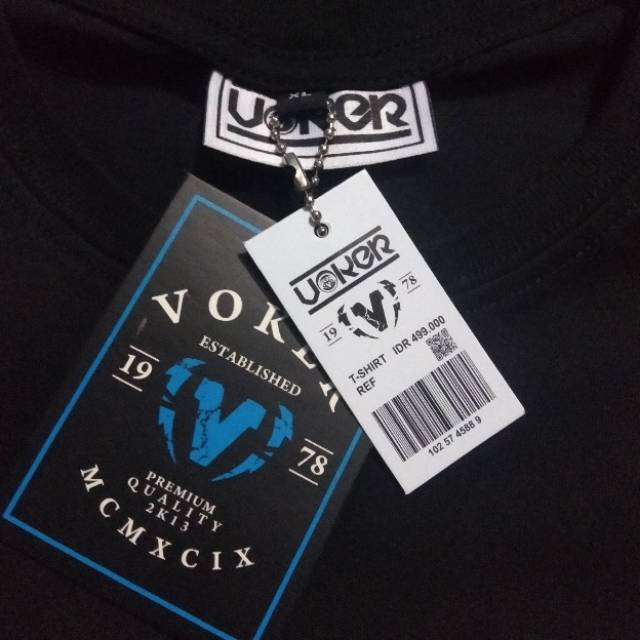 VOKER
VOKER
ESTABLISHED
19
78
PREMIUM
QUALITY
2K13
MCMXCIX
VOKER
19
78
T-SHIRT IDR 499.000
REF
102 57 4588 9